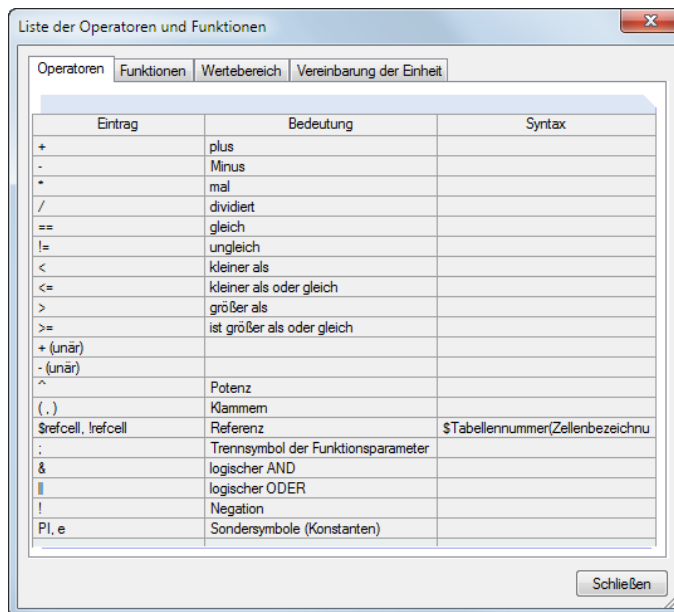 Liste der Operatoren und Funktionen
Operatoren Funktionen Wertebereich Vereinbarung der Einheit
Eintrag Bedeutung Syntax
+ plus
- Minus
* mal
/ dividiert
== gleich
!= ungleich
< kleiner als
<= kleiner als oder gleich
> größer als
>= ist größer als oder gleich
+ (unär)
- (unär)
^ Potenz
( , ) Klammern
$refcell, !refcell Referenz $Tabellennummer(Zellenbezeichnu
; Trennsymbol der Funktionsparameter
& logischer AND
|| logischer ODER
! Negation
PI, e Sondersymbole (Konstanten)
Schließen